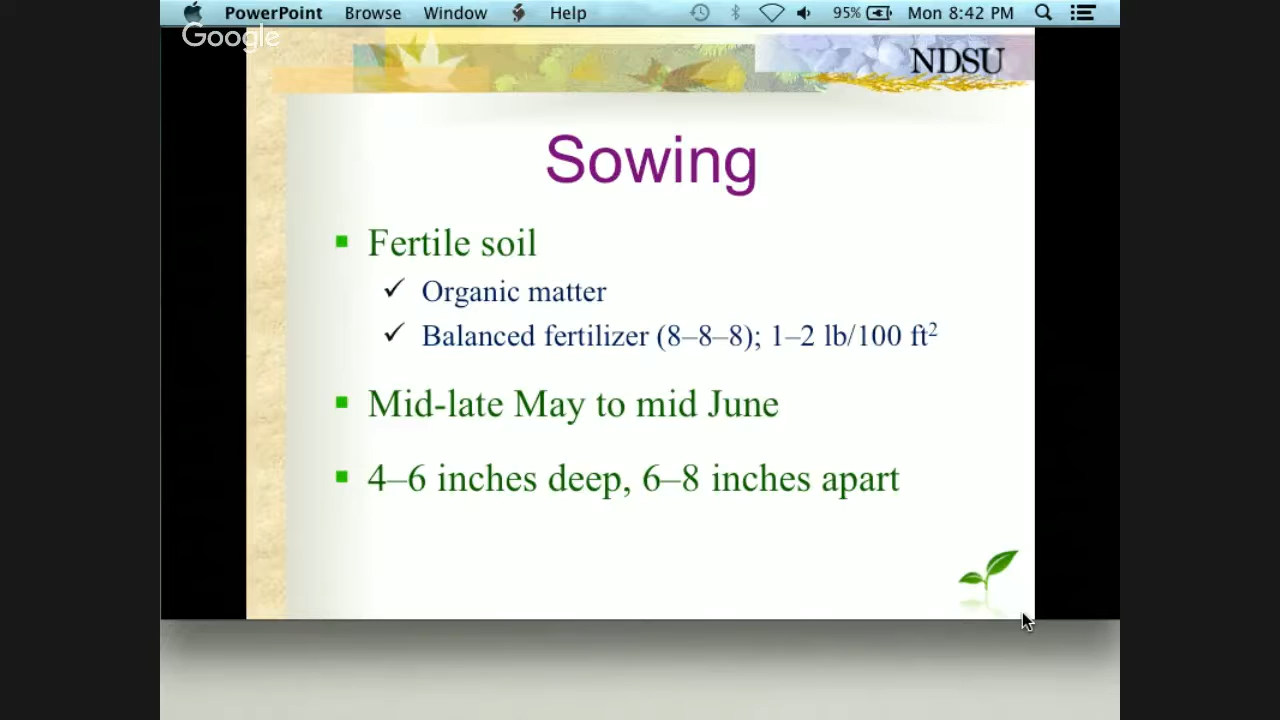 PowerPoint Browse Window Help 95% Mon 8:42 PM
Google
NDSU
Sowing
Fertile soil
Organic matter
Balanced fertilizer (8–8–8); 1–2 lb/100 ft²
Mid-late May to mid June
4–6 inches deep, 6–8 inches apart